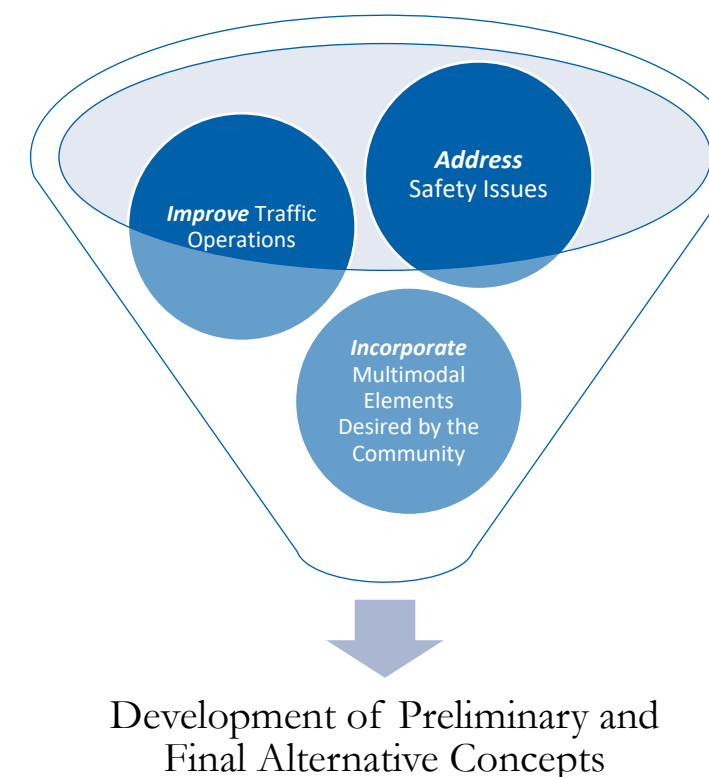 Address
Safety Issues
Improve Traffic
Operations
Incorporate
Multimodal
Elements
Desired by the
Community
Development of Preliminary and
Final Alternative Concepts